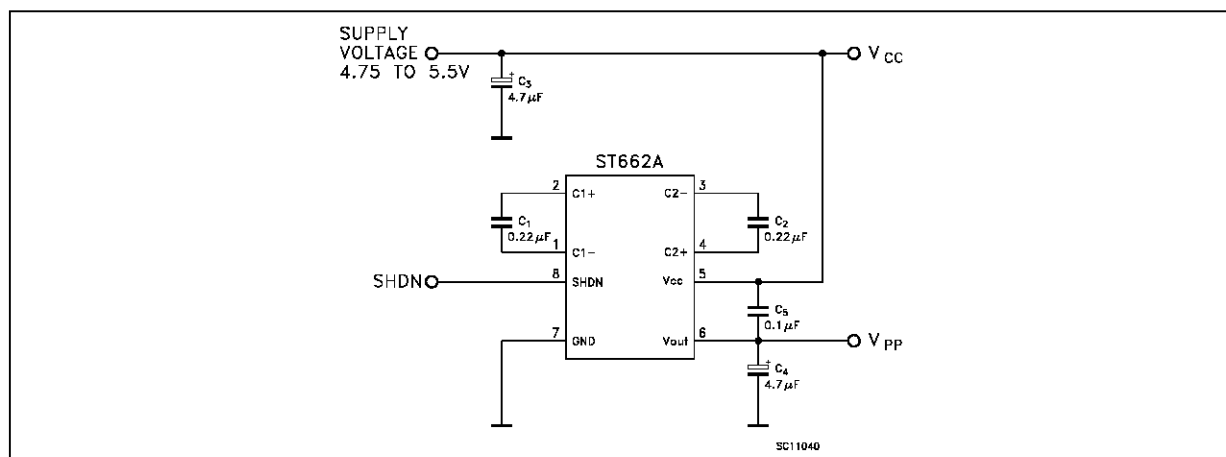 SUPPLY
VOLTAGE
4.75 TO 5.5V
VCC
+
C3
4.7μF
ST662A
2
C1+
C2-
3
C1
0.22μF
C2
0.22μF
1
C1-
C2+
4
SHDN
8
SHDN
Vcc
5
C5
0.1μF
7
GND
Vout
6
VPP
+
C4
4.7μF
SC11040